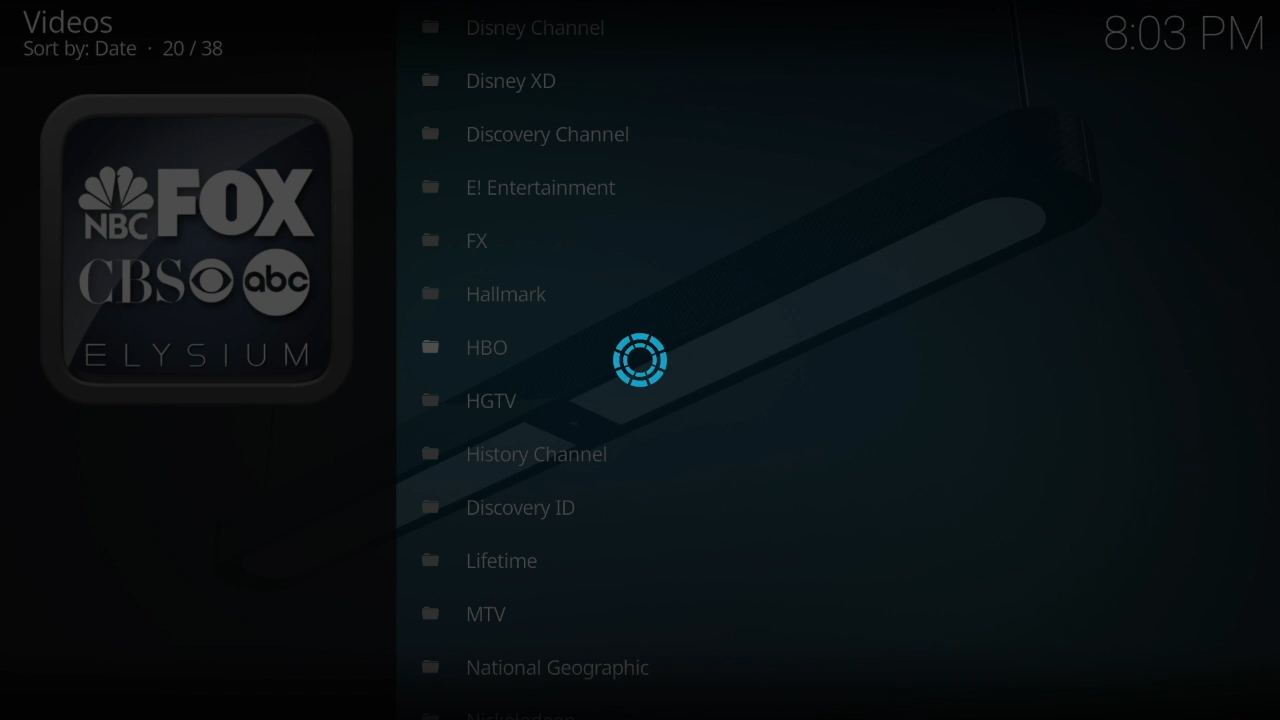 Videos
Sort by: Date · 20 / 38
8:03 PM
NBC FOX
CBS abc
ELYSIUM
Disney Channel
Disney XD
Discovery Channel
E! Entertainment
FX
Hallmark
HBO
HGTV
History Channel
Discovery ID
Lifetime
MTV
National Geographic
Nickelodeon